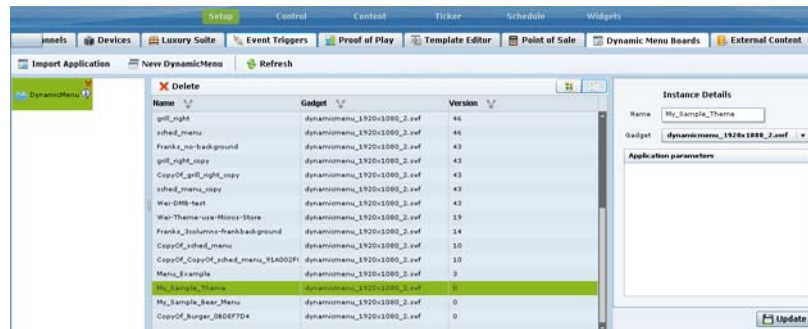 Setup Control Content Ticker Schedule Widgets
nnels Devices Luxury Suite Event Triggers Proof of Play Template Editor Point of Sale Dynamic Menu Boards External Content
Import Application New DynamicMenu Refresh
DynamicMenu
Delete
Name Gadget Version
grill_right dynamicmenu_1920x1080_2.swf 46
sched_menu dynamicmenu_1920x1080_2.swf 46
Franks_no-background dynamicmenu_1920x1080_2.swf 43
grill_right_copy dynamicmenu_1920x1080_2.swf 43
CopyOf_grill_right_copy dynamicmenu_1920x1080_2.swf 43
sched_menu_copy dynamicmenu_1920x1080_2.swf 43
Wei-DMB-test dynamicmenu_1920x1080_2.swf 43
Wei-Theme-use-Micros-Store dynamicmenu_1920x1080_2.swf 19
Franks_3columns-frankbackground dynamicmenu_1920x1080_2.swf 14
CopyOf_sched_menu dynamicmenu_1920x1080_2.swf 10
CopyOf_CopyOf_sched_menu_91A002F dynamicmenu_1920x1080_2.swf 10
Menu_Example dynamicmenu_1920x1080_2.swf 3
My_Sample_Theme dynamicmenu_1920x1080_2.swf 0
My_Sample_Beer_Menu dynamicmenu_1920x1080_2.swf 0
CopyOf_Burger_08DEF7D4 dynamicmenu_1920x1080_2.swf 0
Instance Details
Name My_Sample_Theme
Gadget dynamicmenu_1920x1080_2.swf
Application parameters
Update